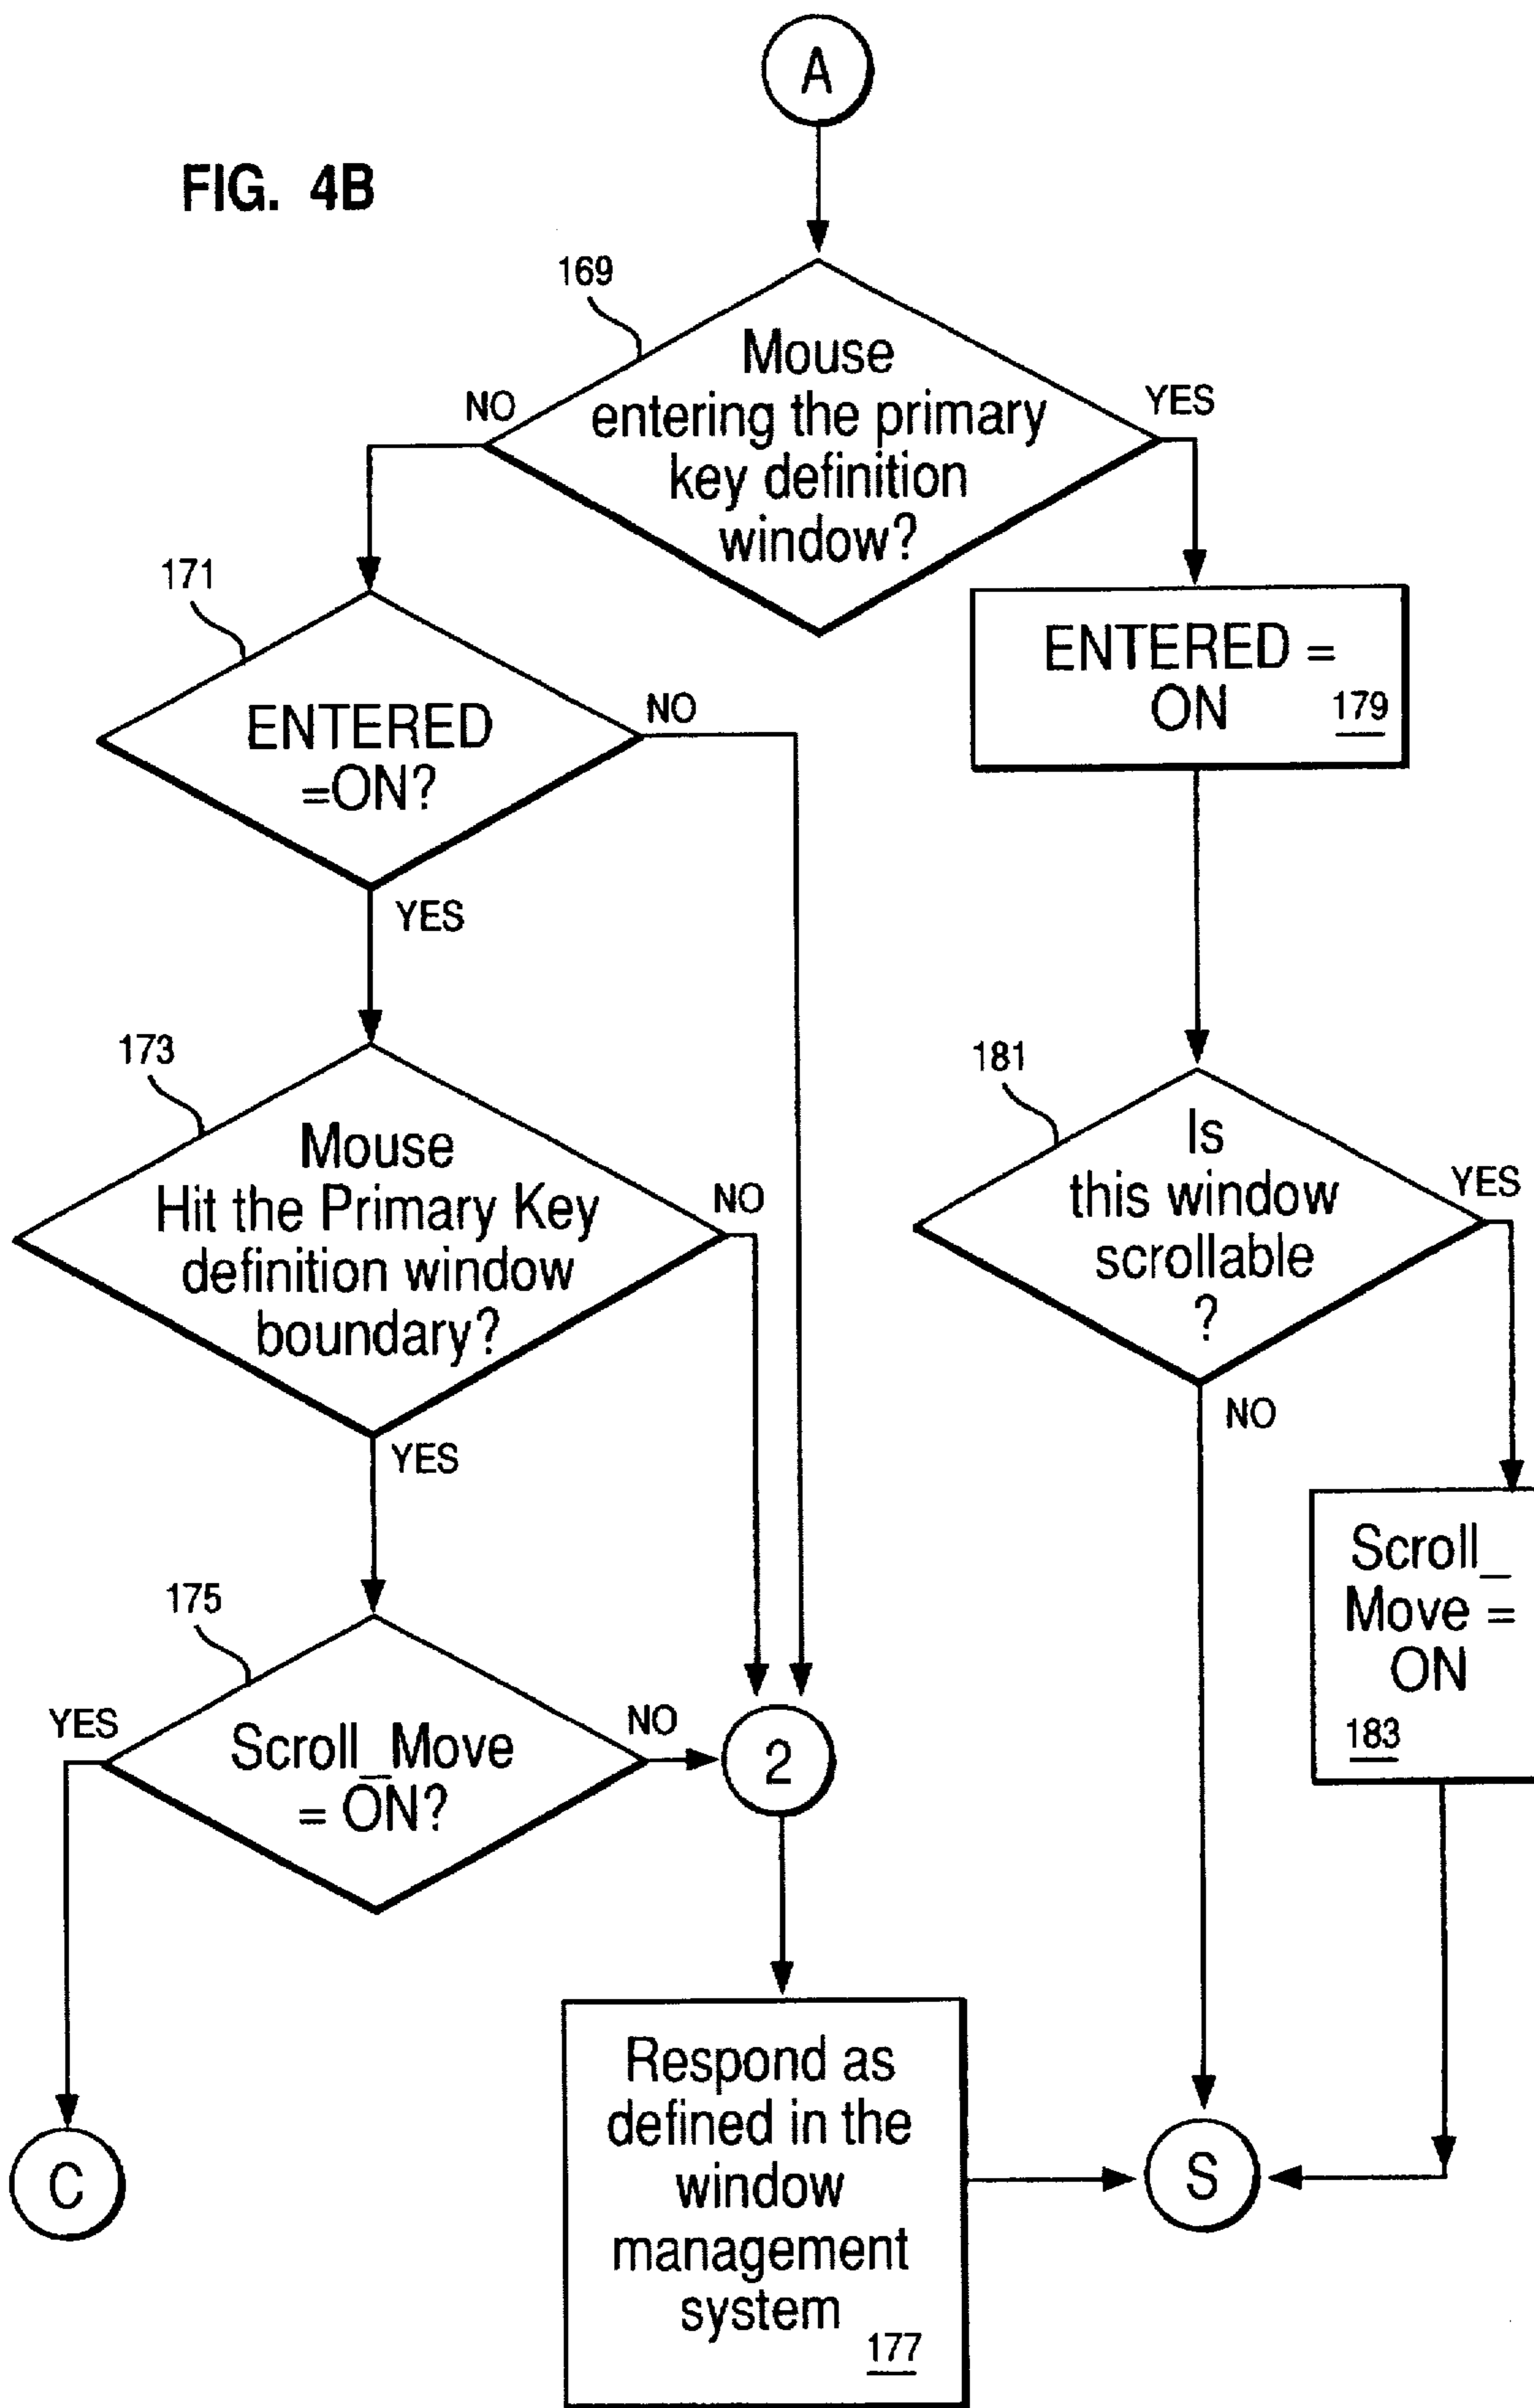 A
FIG. 4B
169
Mouse
entering the primary
key definition
window?
NO
YES
171
ENTERED
=ON?
NO
YES
ENTERED =
ON
179
173
Mouse
Hit the Primary Key
definition window
boundary?
NO
YES
181
Is
this window
scrollable
?
YES
NO
175
Scroll_Move
= ON?
YES
NO
2
Scroll_
Move =
ON
183
C
Respond as
defined in the
window
management
system
177
S